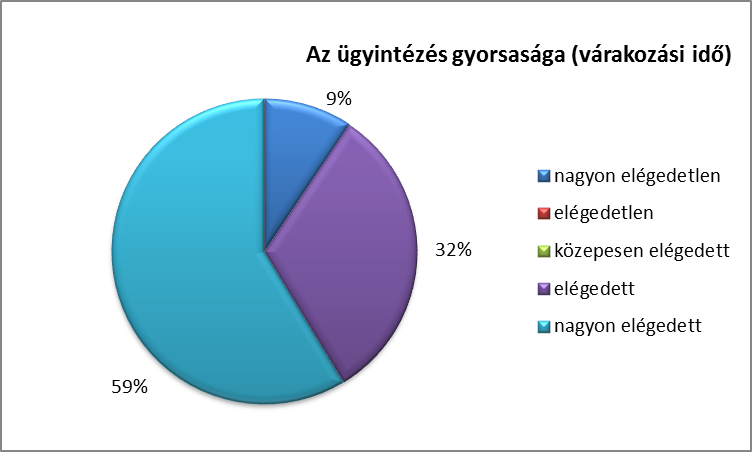 Az ügyintézés gyorsasága (várakozási idő)
9%
32%
59%
nagyon elégedetlen
elégedetlen
közepesen elégedett
elégedett
nagyon elégedett